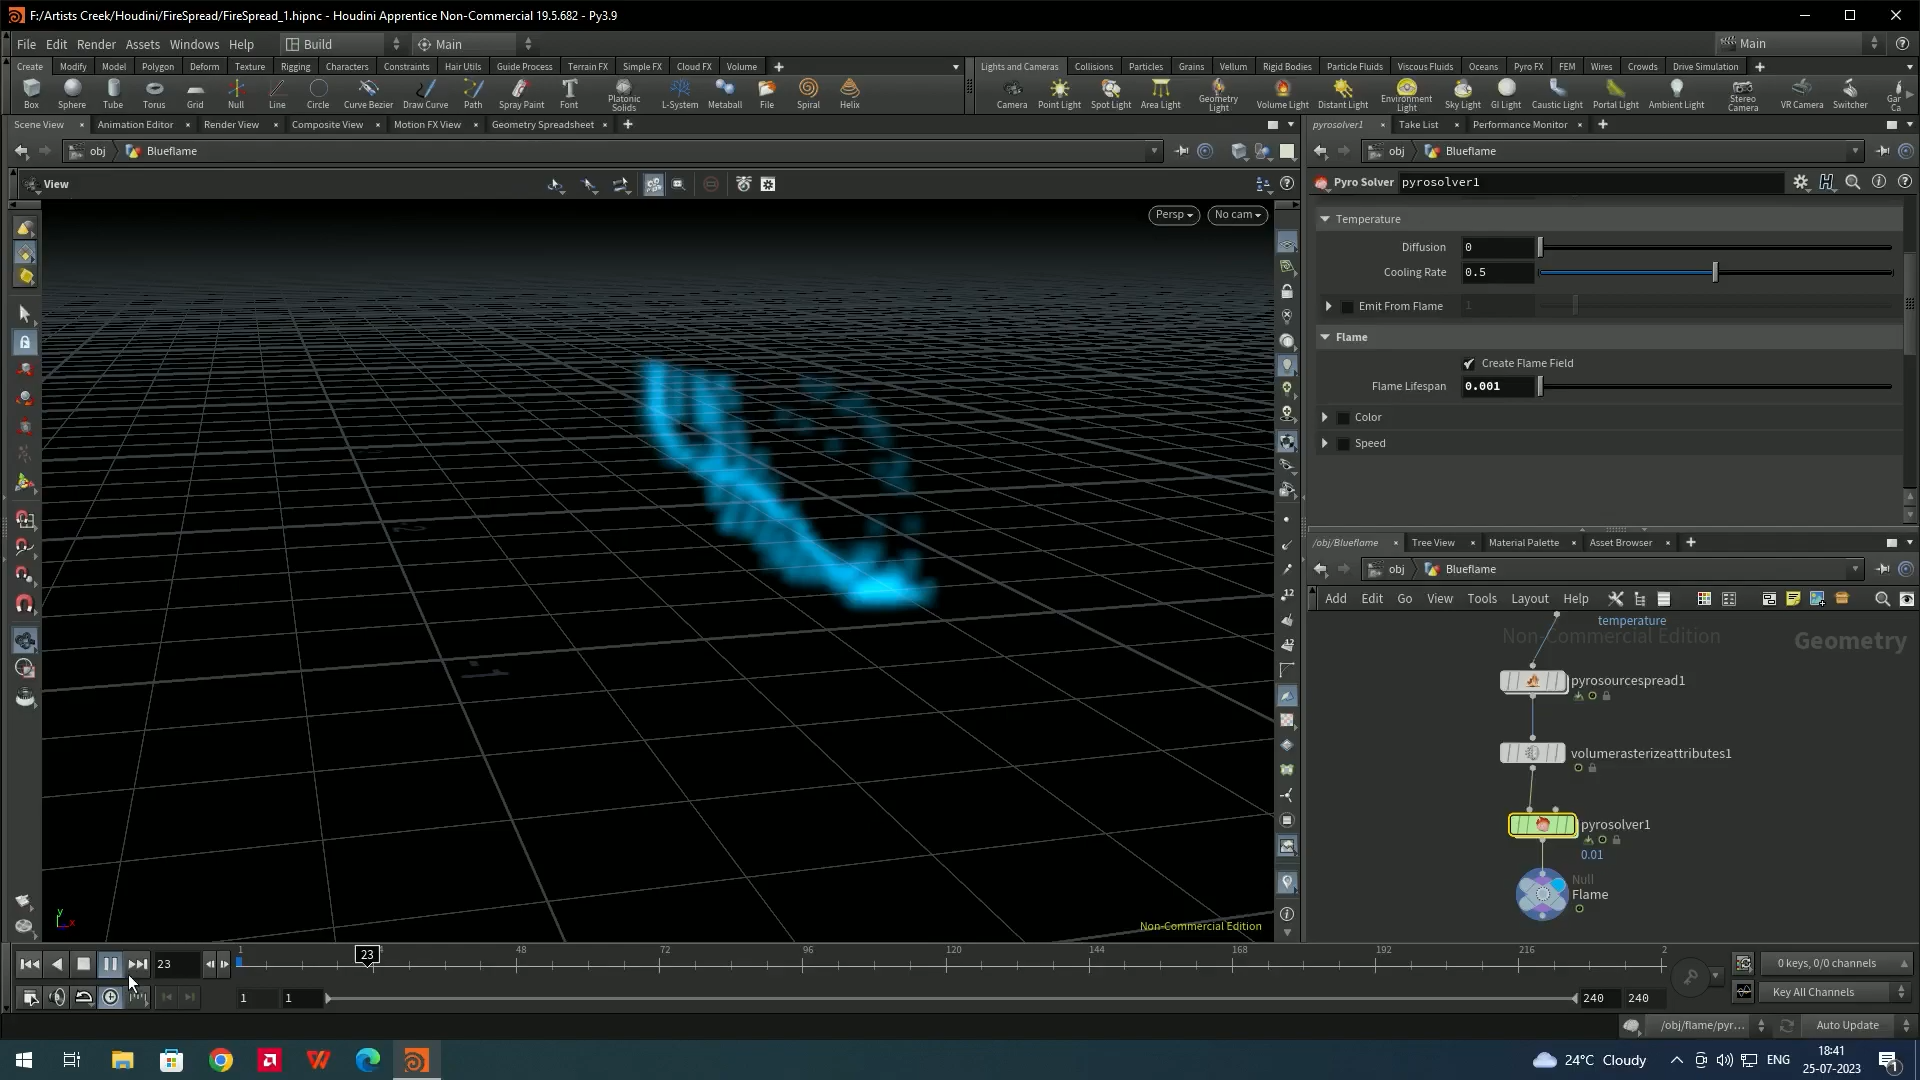 F:/Artists Creek/Houdini/FireSpread/FireSpread_1.hipnc - Houdini Apprentice Non-Commercial 19.5.682 - Py3.9
File Edit Render Assets Windows Help Build Main Main
Create Modify Model Polygon Deform Texture Rigging Characters Constraints Hair Utils Guide Process Terrain FX Simple FX Cloud FX Volume Lights and Cameras Collisions Particles Grains Vellum Rigid Bodies Particle Fluids Viscous Fluids Oceans Pyro FX FEM Wires Crowds Drive Simulation
Box Sphere Tube Torus Grid Null Line Circle Curve Bezier Draw Curve Path Spray Paint Font Platonic Solids L-System Metaball File Spiral Helix Camera Point Light Spot Light Area Light Geometry Light Volume Light Distant Light Environment Light Sky Light GI Light Caustic Light Portal Light Ambient Light Stereo Camera VR Camera Switcher Gar Ca
Scene View Animation Editor Render View Composite View Motion FX View Geometry Spreadsheet pyrosolver1 Take List Performance Monitor
obj Blueflame obj Blueflame
View Pyro Solver pyrosolver1
Persp No cam
Temperature
Diffusion 0
Cooling Rate 0.5
Emit From Flame 1
Flame
Create Flame Field
Flame Lifespan 0.001
Color
Speed
/obj/Blueflame Tree View Material Palette Asset Browser
obj Blueflame
Add Edit Go View Tools Layout Help
temperature
Non-Commercial Edition Geometry
pyrosourcespread1
volumerasterizeattributes1
pyrosolver1
0.01
Null
Flame
Non-Commercial Edition
23 1 23 48 72 96 120 144 168 192 216 2
0 keys, 0/0 channels
1 1 240 240 Key All Channels
/obj/flame/pyr... Auto Update
24°C Cloudy ENG 18:41
25-07-2023 1